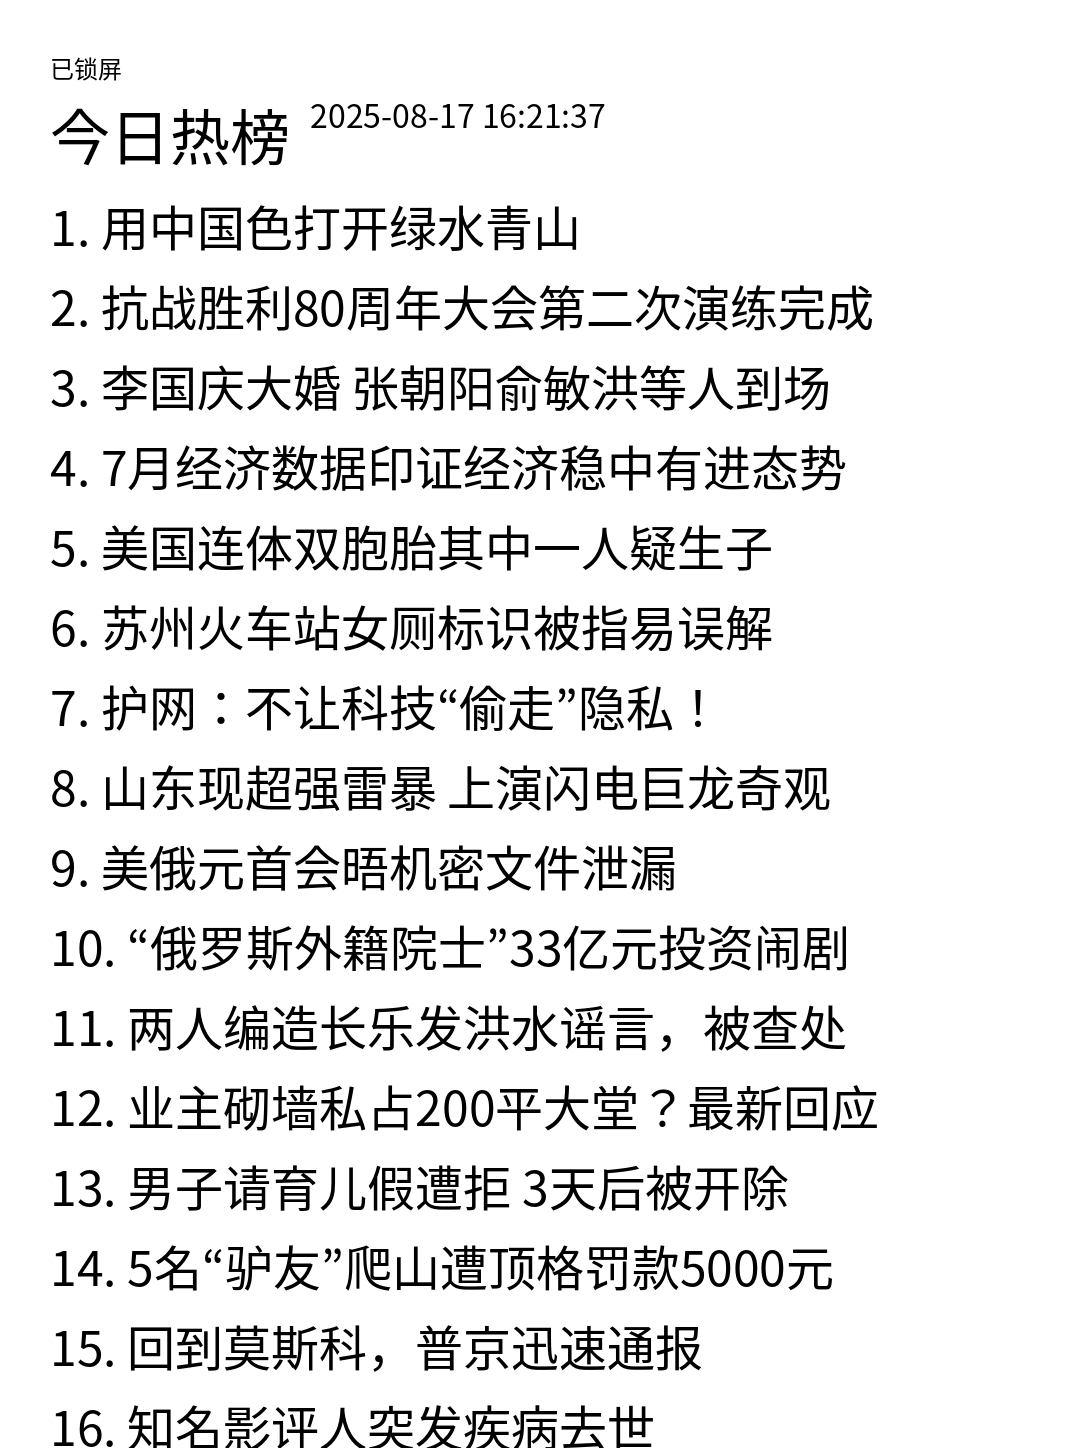 已锁屏
今日热榜 2025-08-17 16:21:37
1. 用中国色打开绿水青山
2. 抗战胜利80周年大会第二次演练完成
3. 李国庆大婚 张朝阳俞敏洪等人到场
4. 7月经济数据印证经济稳中有进态势
5. 美国连体双胞胎其中一人疑生子
6. 苏州火车站女厕标识被指易误解
7. 护网：不让科技“偷走”隐私！
8. 山东现超强雷暴 上演闪电巨龙奇观
9. 美俄元首会晤机密文件泄漏
10. “俄罗斯外籍院士”33亿元投资闹剧
11. 两人编造长乐发洪水谣言，被查处
12. 业主砌墙私占200平大堂？最新回应
13. 男子请育儿假遭拒 3天后被开除
14. 5名“驴友”爬山遭顶格罚款5000元
15. 回到莫斯科，普京迅速通报
16. 知名影评人突发疾病去世